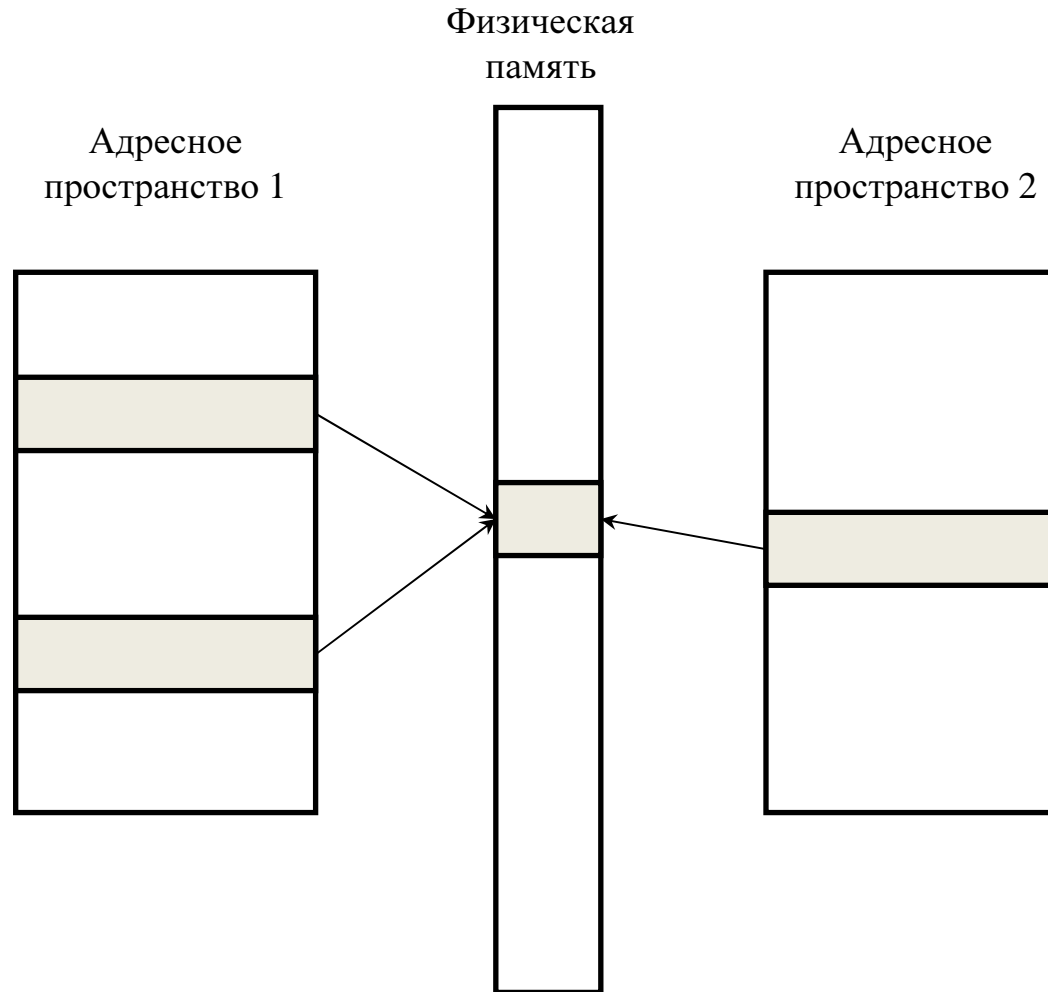 Физическая
память
Адресное
пространство 1
Адресное
пространство 2